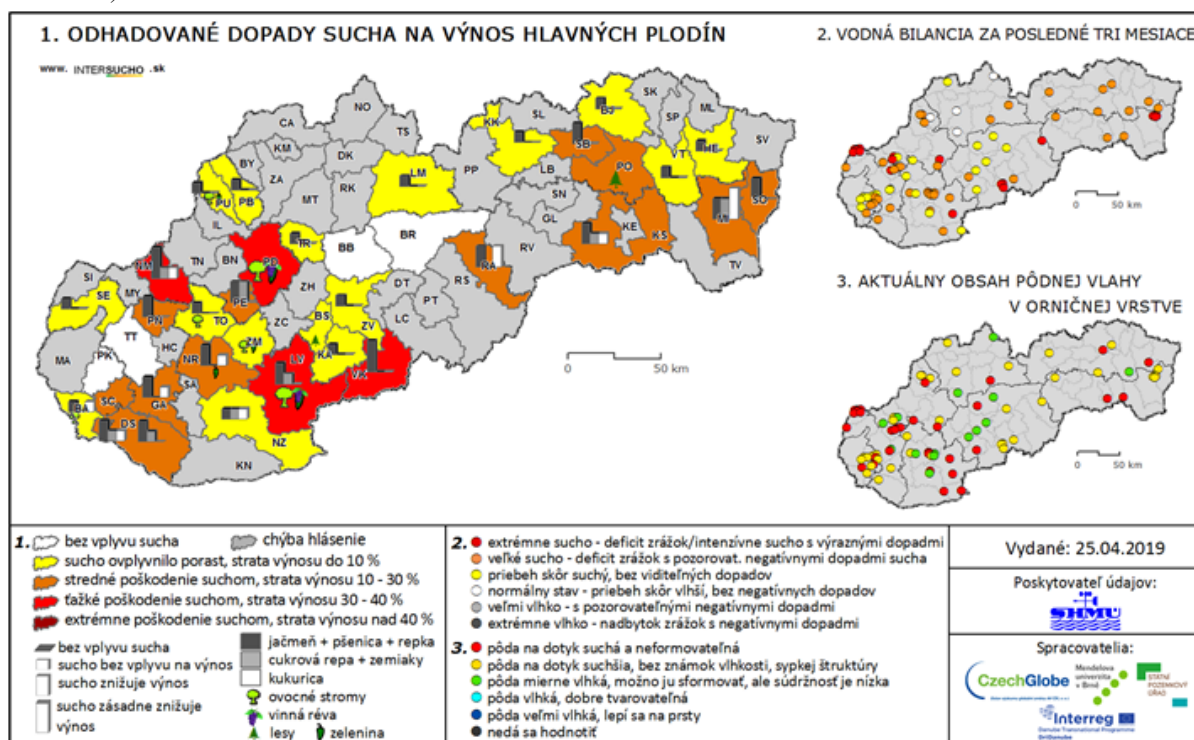 1. ODHADOVANÉ DOPADY SUCHA NA VÝNOS HLAVNÝCH PLODÍN
www. INTERSUCHO .sk
2. VODNÁ BILANCIA ZA POSLEDNÉ TRI MESIACE
NO
CA
TS
KM
DK
BY
ZA
RK
MT
PU
PB
IL
LM
KK
SL
BJ
SK
SP
ML
SV
HE
VT
SB
PO
PP
LB
SN
GL
KE
KS
MI
SO
TV
RV
RA
RS
BR
BB
TR
PD
BN
TN
NM
ZH
PE
SI
SE
MY
PN
TO
ZC
BS
ZV
DT
PT
LC
KA
VK
LV
ZM
HC
TT
MA
PK
NR
SA
GA
SC
BA
DS
NZ
KN
0 50 km
0 50 km
3. AKTUÁLNY OBSAH PÔDNEJ VLAHY
V ORNIČNEJ VRSTVE
0 50 km
1. bez vplyvu sucha
chýba hlásenie
sucho ovplyvnilo porast, strata výnosu do 10 %
stredné poškodenie suchom, strata výnosu 10 - 30 %
ťažké poškodenie suchom, strata výnosu 30 - 40 %
extrémne poškodenie suchom, strata výnosu nad 40 %
bez vplyvu sucha
sucho bez vplyvu na výnos
sucho znižuje výnos
sucho zásadne znižuje
výnos
jačmeň + pšenica + repka
cukrová repa + zemiaky
kukurica
ovocné stromy
vinná réva
lesy
zelenina
2. extrémne sucho - deficit zrážok/intenzívne sucho s výraznými dopadmi
veľké sucho - deficit zrážok s pozorovat. negatívnymi dopadmi sucha
priebeh skôr suchý, bez viditeľných dopadov
normálny stav - priebeh skôr vlhší, bez negatívnych dopadov
veľmi vlhko - s pozorovateľnými negatívnymi dopadmi
extrémne vlhko - nadbytok zrážok s negatívnymi dopadmi
3. pôda na dotyk suchá a neformovateľná
pôda na dotyk suchšia, bez známok vlhkosti, sypkej štruktúry
pôda mierne vlhká, možno ju sformovať, ale súdržnosť je nízka
pôda vlhká, dobre tvarovateľná
pôda veľmi vlhká, lepí sa na prsty
nedá sa hodnotiť
Vydané: 25.04.2019
Poskytovateľ údajov:
SHMÚ
Spracovatelia:
CzechGlobe
Mendelova
univerzita
v Brně
STÁTNÍ
POZEMKOVÝ
ÚŘAD
Interreg
Danube Transnational Programme
DriDanube